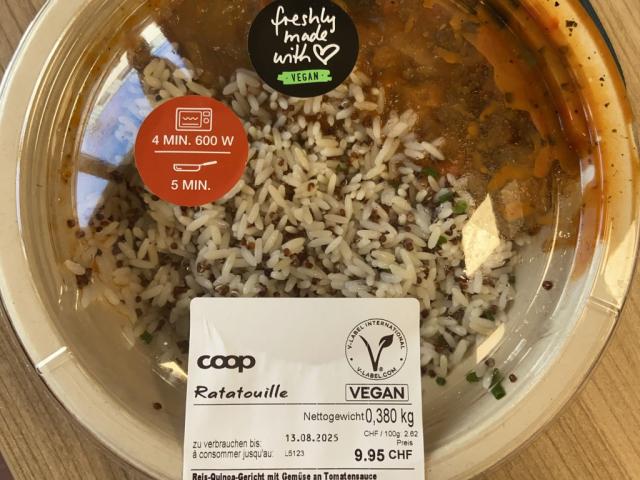 freshly
made
with
VEGAN
4 MIN. 600 W
5 MIN.
coop
V-LABEL INTERNATIONAL
V-LABEL.COM
Ratatouille
VEGAN
Nettogewicht 0,380 kg
CHF / 100g: 2.62
zu verbrauchen bis: 13.08.2025 Preis
à consommer jusqu'au: L5123 9.95 CHF
Reis-Quinoa-Gericht mit Gemüse an Tomatensauce